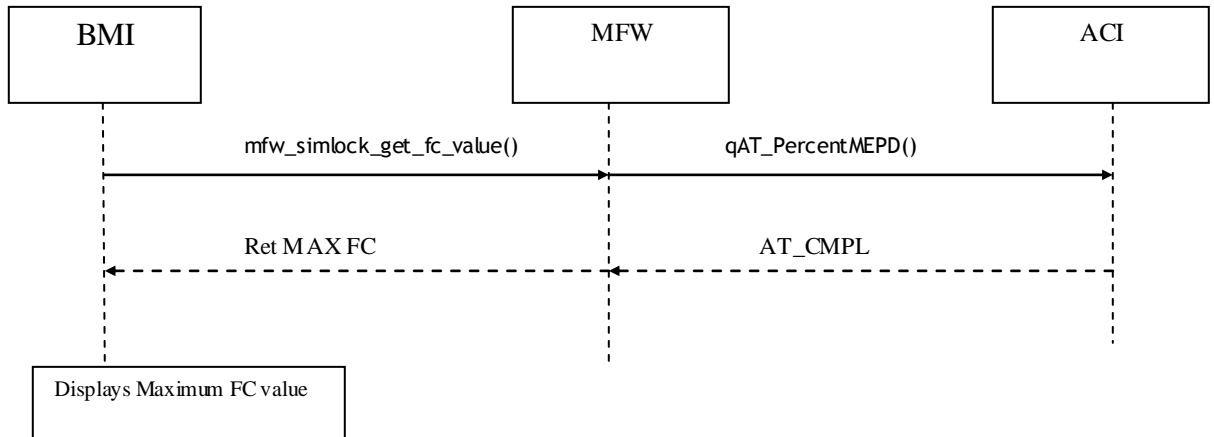 BMI
MFW
ACI
mfw_simlock_get_fc_value()
qAT_PercentMEPD()
Ret MAX FC
AT_CMPL
Displays Maximum FC value